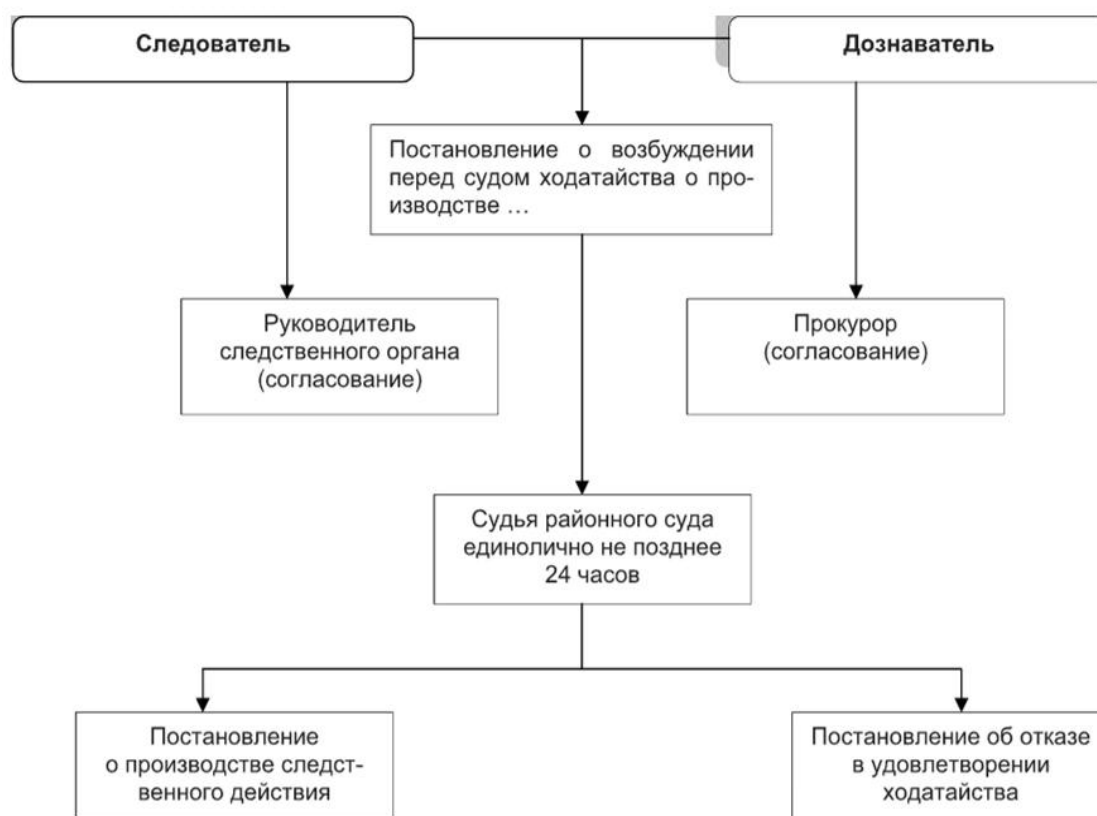 Следователь
Дознаватель
Постановление о возбуждении
перед судом ходатайства о про-
изводстве ...
Руководитель
следственного органа
(согласование)
Прокурор
(согласование)
Судья районного суда
единолично не позднее
24 часов
Постановление
о производстве следст-
венного действия
Постановление об отказе
в удовлетворении
ходатайства